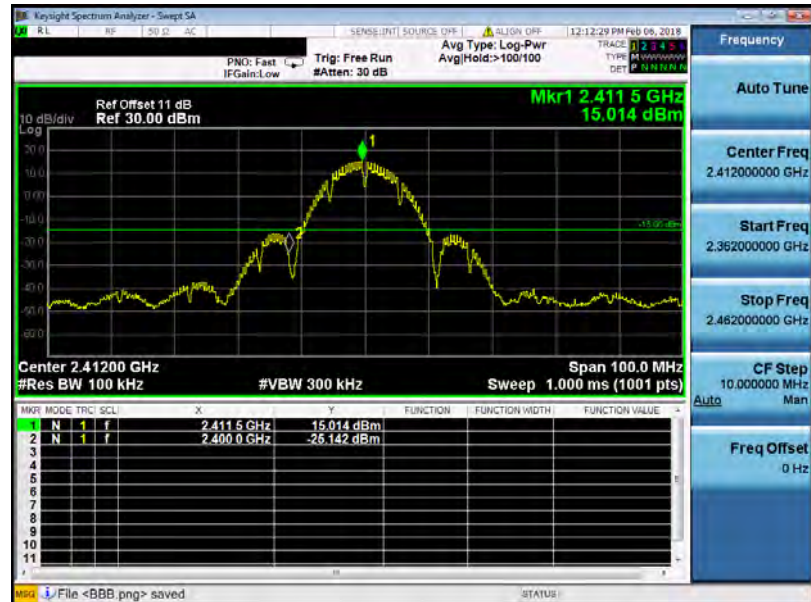 Keysight Spectrum Analyzer - Swept SA
RL RF 50 Ω AC SENSE:INT SOURCE OFF ALIGN OFF 12:12:29 PM Feb 06, 2018
Frequency
PNO: Fast
IFGain:Low
Trig: Free Run
#Atten: 30 dB
Avg Type: Log-Pwr
Avg|Hold:>100/100
TRACE 1 2 3 4 5 6
TYPE M
DET P N N N N N
Auto Tune
Mkr1 2.411 5 GHz
15.014 dBm
Ref Offset 11 dB
10 dB/div Ref 30.00 dBm
Log
20.0
10.0
0.00
-10.0
-20.0
-30.0
-40.0
-50.0
-60.0
1
2
-15.00 dBm
Center Freq
2.412000000 GHz
Start Freq
2.362000000 GHz
Stop Freq
2.462000000 GHz
CF Step
10.000000 MHz
Auto Man
Freq Offset
0 Hz
Center 2.41200 GHz Span 100.0 MHz
#Res BW 100 kHz #VBW 300 kHz Sweep 1.000 ms (1001 pts)
MKR MODE TRC SCL X Y FUNCTION FUNCTION WIDTH FUNCTION VALUE
1 N 1 f 2.411 5 GHz 15.014 dBm
2 N 1 f 2.400 0 GHz -25.142 dBm
3
4
5
6
7
8
9
10
11
MSG File <BBB.png> saved STATUS